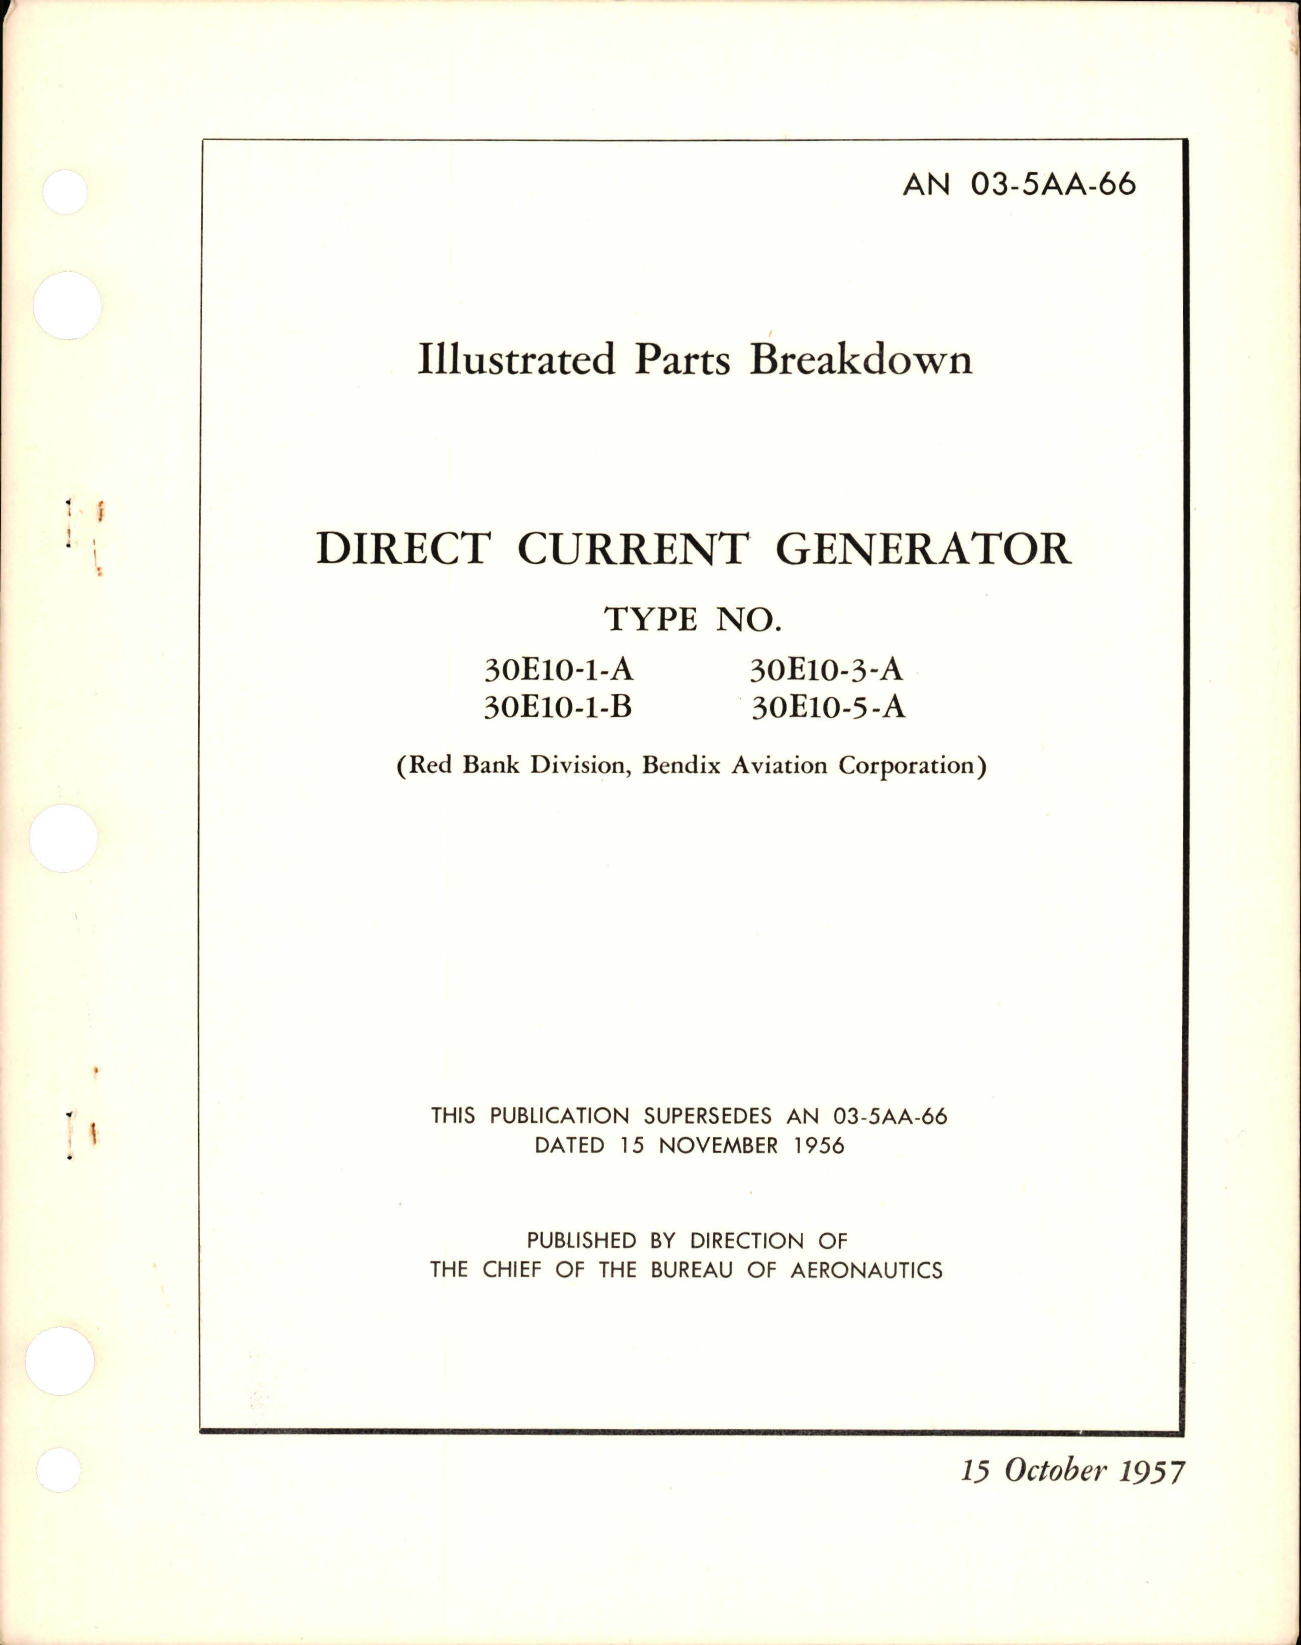 AN 03-5AA-66
Illustrated Parts Breakdown
DIRECT CURRENT GENERATOR
TYPE NO.
30E10-1-A 30E10-3-A
30E10-1-B 30E10-5-A
(Red Bank Division, Bendix Aviation Corporation)
THIS PUBLICATION SUPERSEDES AN 03-5AA-66
DATED 15 NOVEMBER 1956
PUBLISHED BY DIRECTION OF
THE CHIEF OF THE BUREAU OF AERONAUTICS
15 October 1957